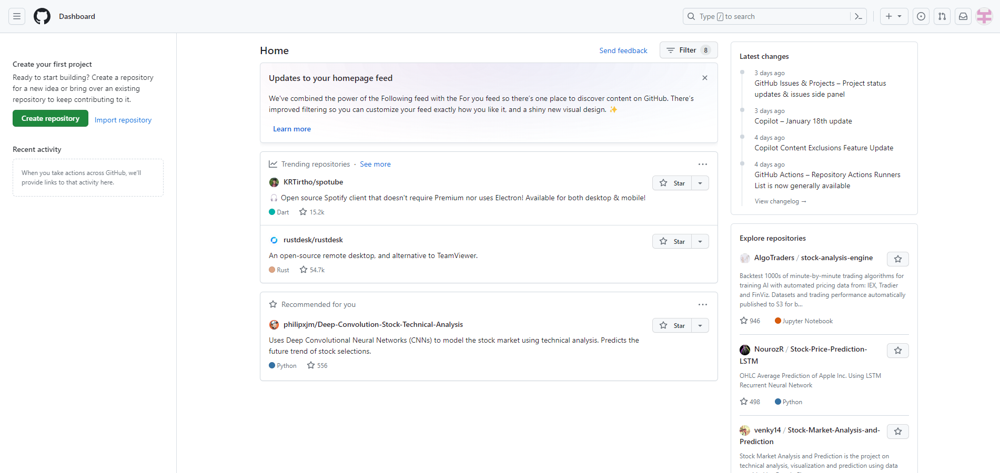 Dashboard
Type / to search
Create your first project
Ready to start building? Create a repository
for a new idea or bring over an existing
repository to keep contributing to it.
Create repository
Import repository
Recent activity
When you take actions across GitHub, we'll
provide links to that activity here.
Home
Send feedback
Filter 8
Updates to your homepage feed
We've combined the power of the Following feed with the For you feed so there's one place to discover content on GitHub. There's
improved filtering so you can customize your feed exactly how you like it, and a shiny new visual design. ✨
Learn more
Trending repositories · See more
KRTirtho/spotube
Star
🎧 Open source Spotify client that doesn't require Premium nor uses Electron! Available for both desktop & mobile!
Dart 15.2k
rustdesk/rustdesk
Star
An open-source remote desktop, and alternative to TeamViewer.
Rust 54.7k
Recommended for you
philipxjm/Deep-Convolution-Stock-Technical-Analysis
Star
Uses Deep Convolutional Neural Networks (CNNs) to model the stock market using technical analysis. Predicts the
future trend of stock selections.
Python 556
Latest changes
3 days ago
GitHub Issues & Projects – Project status
updates & issues side panel
3 days ago
Copilot – January 18th update
4 days ago
Copilot Content Exclusions Feature Update
4 days ago
GitHub Actions – Repository Actions Runners
List is now generally available
View changelog →
Explore repositories
AlgoTraders / stock-analysis-engine
Backtest 1000s of minute-by-minute trading algorithms for
training AI with automated pricing data from: IEX, Tradier
and FinViz. Datasets and trading performance automatically
published to S3 for b...
946 Jupyter Notebook
NourozR / Stock-Price-Prediction-
LSTM
OHLC Average Prediction of Apple Inc. Using LSTM
Recurrent Neural Network
498 Python
venky14 / Stock-Market-Analysis-and-
Prediction
Stock Market Analysis and Prediction is the project on
technical analysis, visualization and prediction using data